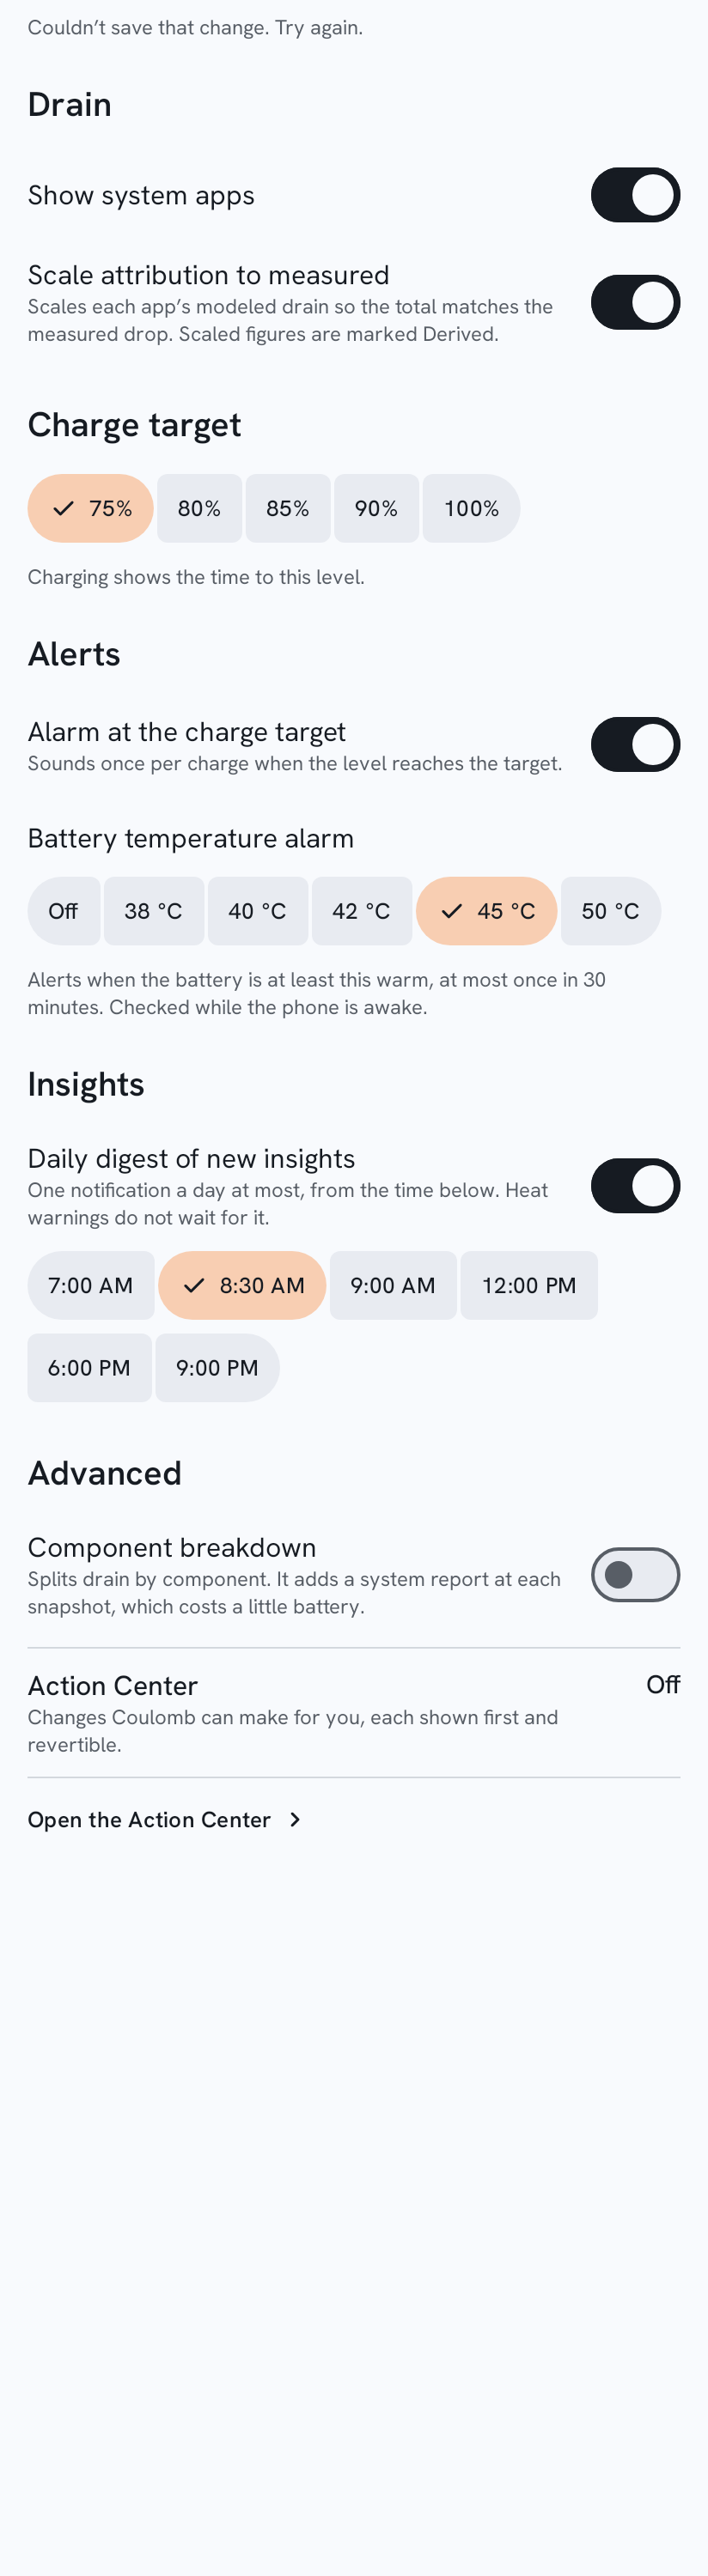 Couldn’t save that change. Try again.
Drain
Show system apps
Scale attribution to measured
Scales each app’s modeled drain so the total matches the
measured drop. Scaled figures are marked Derived.
Charge target
75% 80% 85% 90% 100%
Charging shows the time to this level.
Alerts
Alarm at the charge target
Sounds once per charge when the level reaches the target.
Battery temperature alarm
Off 38 °C 40 °C 42 °C 45 °C 50 °C
Alerts when the battery is at least this warm, at most once in 30
minutes. Checked while the phone is awake.
Insights
Daily digest of new insights
One notification a day at most, from the time below. Heat
warnings do not wait for it.
7:00 AM 8:30 AM 9:00 AM 12:00 PM
6:00 PM 9:00 PM
Advanced
Component breakdown
Splits drain by component. It adds a system report at each
snapshot, which costs a little battery.
Action Center Off
Changes Coulomb can make for you, each shown first and
revertible.
Open the Action Center